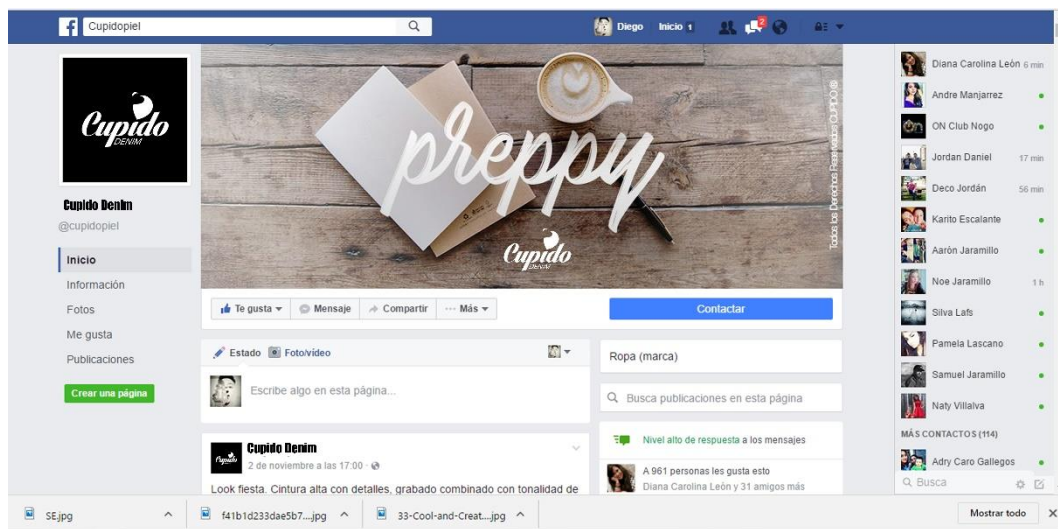 Cupidopiel
Diego Inicio 1
2
Cupido
DENIM
Cupido Denim
@cupidopiel
Inicio
Información
Fotos
Me gusta
Publicaciones
Crear una página
preppy
Cupido
DENIM
Todos los Derechos Reservados CUPIDO ®
Te gusta Mensaje Compartir ··· Más
Contactar
Estado Foto/vídeo
Escribe algo en esta página...
Cupido Denim
2 de noviembre a las 17:00 ·
Look fiesta. Cintura alta con detalles, grabado combinado con tonalidad de
Ropa (marca)
Busca publicaciones en esta página
Nivel alto de respuesta a los mensajes
A 961 personas les gusta esto
Diana Carolina León y 31 amigos más
Diana Carolina León 6 min
Andre Manjarrez
ON Club Nogo
Jordan Daniel 17 min
Deco Jordán 56 min
Karito Escalante
Aarón Jaramillo
Noe Jaramillo 1 h
Silva Lafs
Pamela Lascano
Samuel Jaramillo
Naty Villalva
MÁS CONTACTOS (114)
Adry Caro Gallegos
Busca
SE.jpg
f41b1d233dae5b7....jpg
33-Cool-and-Creat....jpg
Mostrar todo